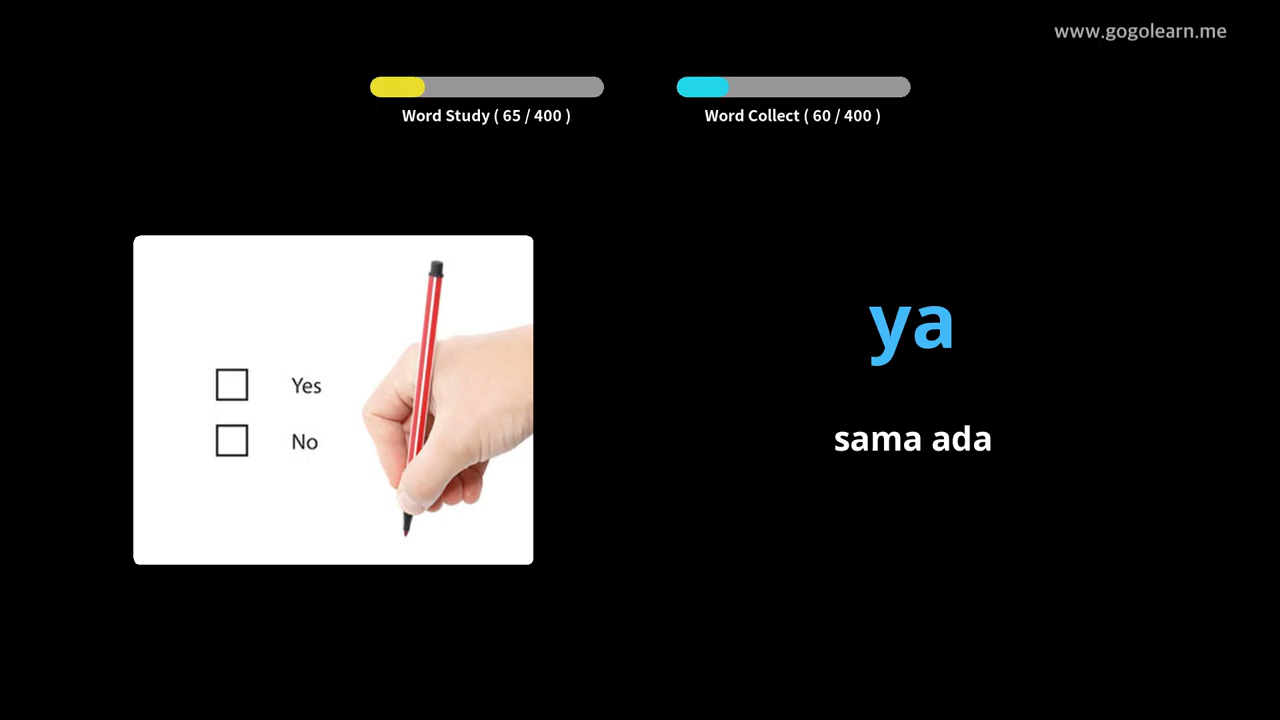 www.gogolearn.me
Word Study ( 65 / 400 )
Word Collect ( 60 / 400 )
Yes
No
ya
sama ada